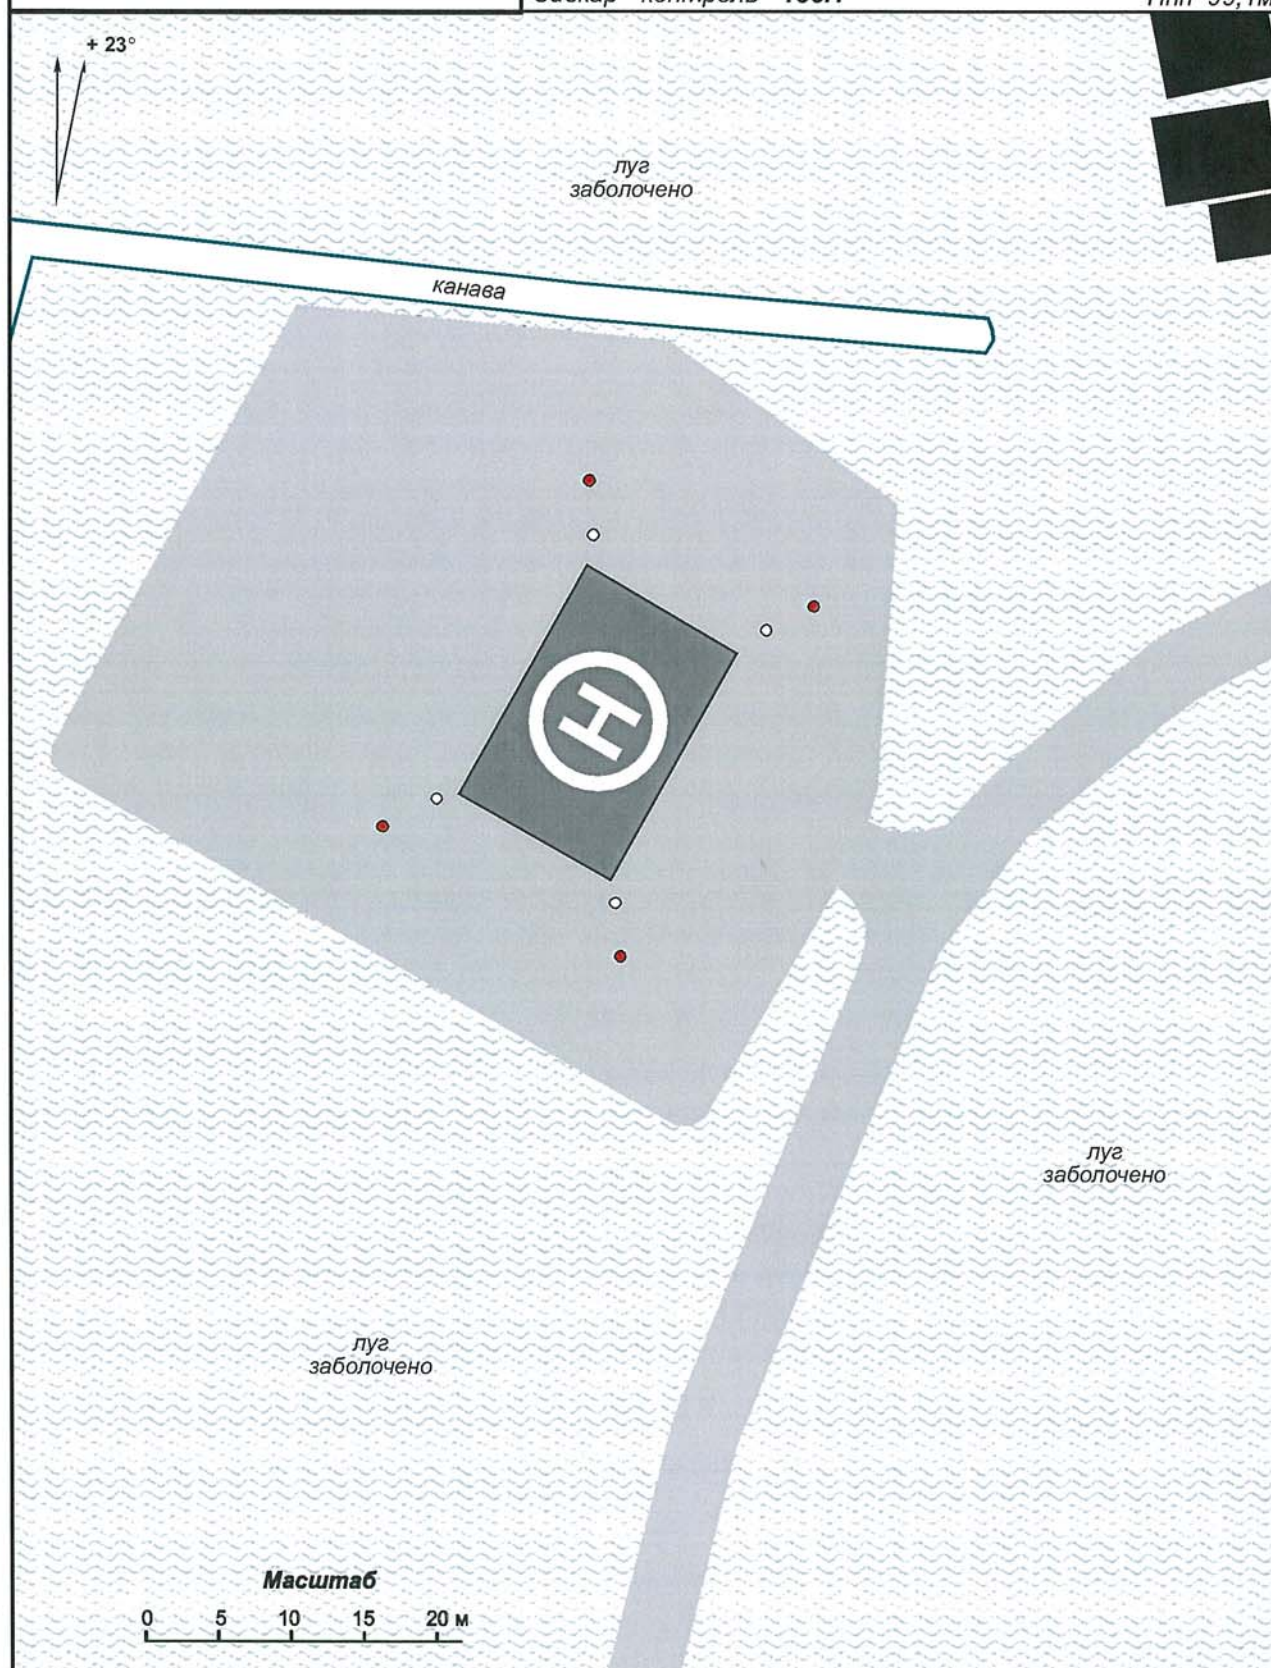 + 23°
луг
заболочено
канава
H
луг
заболочено
луг
заболочено
Масштаб
0 5 10 15 20 м